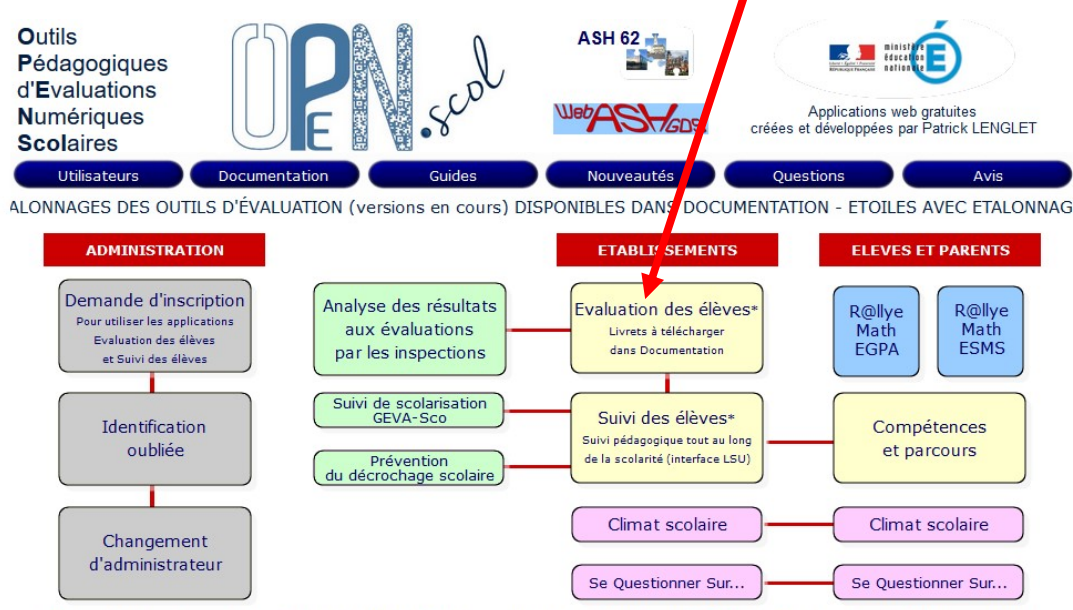 Outils
Pédagogiques
d'Evaluations
Numériques
Scolaires
OPEN.scol
ASH 62
WebASHGDS
ministère
éducation
nationale
Applications web gratuites
créées et développées par Patrick LENGLET
Utilisateurs
Documentation
Guides
Nouveautés
Questions
Avis
ALONNAGES DES OUTILS D'ÉVALUATION (versions en cours) DISPONIBLES DANS DOCUMENTATION - ETOILES AVEC ETALONNAG
ADMINISTRATION
ETABLISSEMENTS
ELEVES ET PARENTS
Demande d'inscription
Pour utiliser les applications
Evaluation des élèves
et Suivi des élèves
Analyse des résultats
aux évaluations
par les inspections
Evaluation des élèves*
Livrets à télécharger
dans Documentation
R@llye
Math
EGPA
R@llye
Math
ESMS
Identification
oubliée
Suivi de scolarisation
GEVA-Sco
Prévention
du décrochage scolaire
Suivi des élèves*
Suivi pédagogique tout au long
de la scolarité (interface LSU)
Compétences
et parcours
Changement
d'administrateur
Climat scolaire
Climat scolaire
Se Questionner Sur...
Se Questionner Sur...